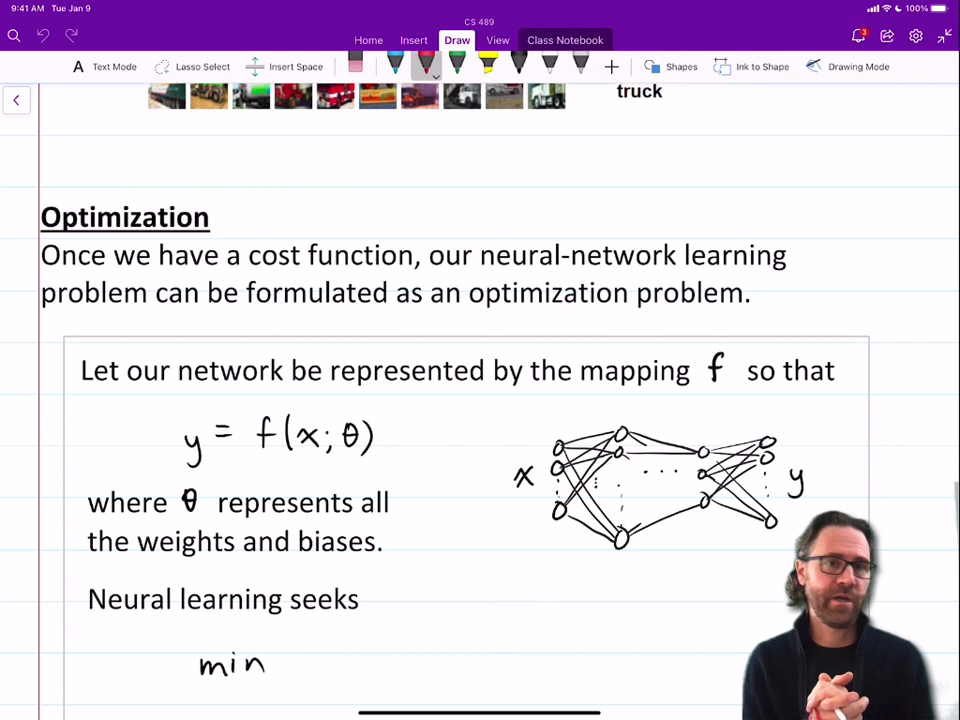 9:41 AM Tue Jan 9
100%
CS 489
Home Insert Draw View Class Notebook
3
A Text Mode Lasso Select Insert Space Shapes Ink to Shape Drawing Mode
truck
Optimization
Once we have a cost function, our neural-network learning
problem can be formulated as an optimization problem.
Let our network be represented by the mapping f so that
y = f(x; θ)
x
y
where θ represents all
the weights and biases.
Neural learning seeks
min